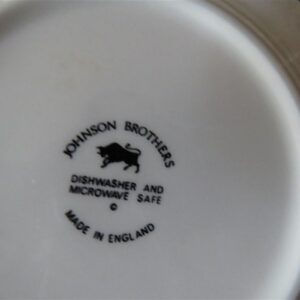 JOHNSON BROTHERS
DISHWASHER AND
MICROWAVE SAFE
©
MADE IN ENGLAND